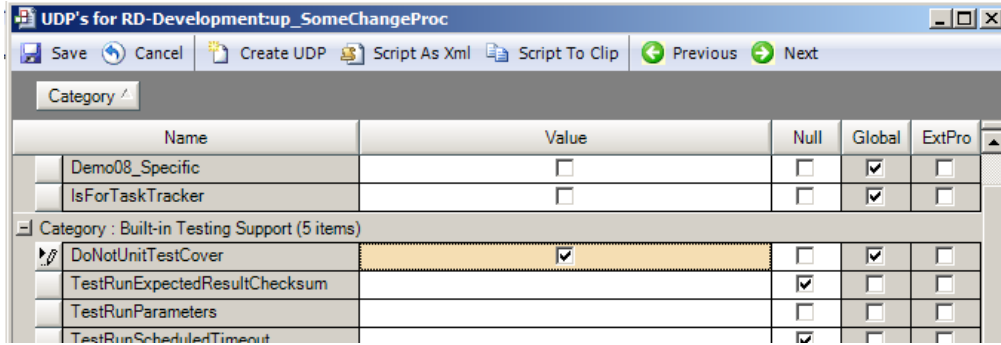 UDP's for RD-Development:up_SomeChangeProc
Save Cancel Create UDP Script As Xml Script To Clip Previous Next
Category
Name Value Null Global ExtPro
Demo08_Specific
IsForTaskTracker
Category : Built-in Testing Support (5 items)
DoNotUnitTestCover
TestRunExpectedResultChecksum
TestRunParameters
TestRunScheduledTimeout